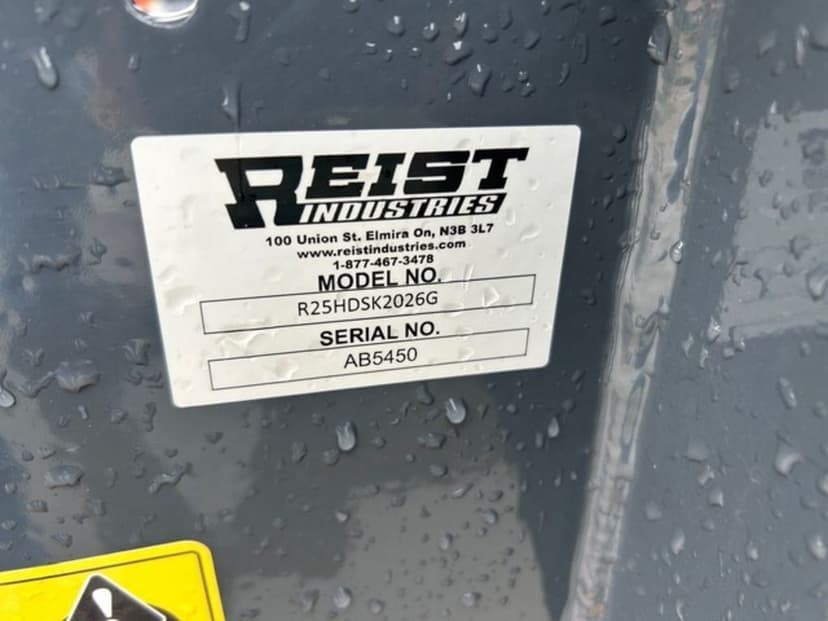 REIST
INDUSTRIES
100 Union St. Elmira On, N3B 3L7
www.reistindustries.com
1-877-467-3478
MODEL NO.
R25HDSK2026G
SERIAL NO.
AB5450